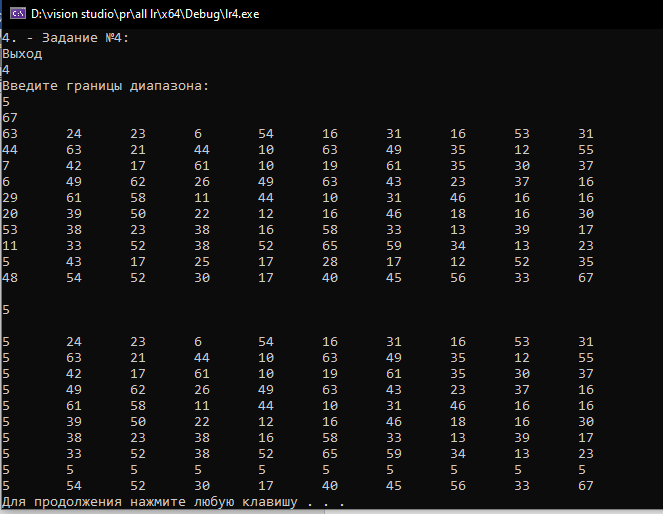 D:\vision studio\pr\all lr\x64\Debug\lr4.exe
4. - Задание №4:
Выход
4
Введите границы диапазона:
5
67
63 24 23 6 54 16 31 16 53 31
44 63 21 44 10 63 49 35 12 55
7 42 17 61 10 19 61 35 30 37
6 49 62 26 49 63 43 23 37 16
29 61 58 11 44 10 31 46 16 16
20 39 50 22 12 16 46 18 16 30
53 38 23 38 16 58 33 13 39 17
11 33 52 38 52 65 59 34 13 23
5 43 17 25 17 28 17 12 52 35
48 54 52 30 17 40 45 56 33 67
5
5 24 23 6 54 16 31 16 53 31
5 63 21 44 10 63 49 35 12 55
5 42 17 61 10 19 61 35 30 37
5 49 62 26 49 63 43 23 37 16
5 61 58 11 44 10 31 46 16 16
5 39 50 22 12 16 46 18 16 30
5 38 23 38 16 58 33 13 39 17
5 33 52 38 52 65 59 34 13 23
5 5 5 5 5 5 5 5 5 5
5 54 52 30 17 40 45 56 33 67
Для продолжения нажмите любую клавишу . . .